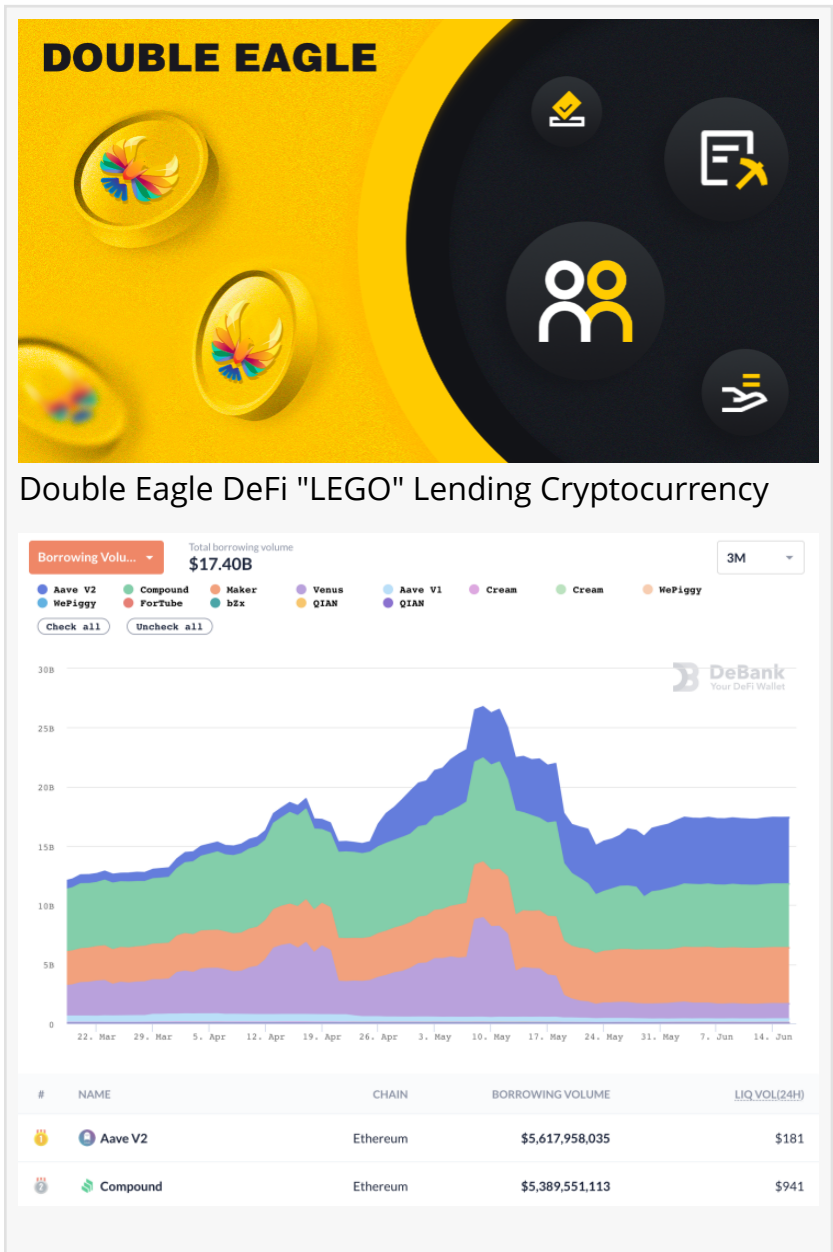 DOUBLE EAGLE
Double Eagle DeFi "LEGO" Lending Cryptocurrency
Borrowing Volu...
Total borrowing volume
$17.40B
3M
Aave V2 Compound Maker Venus Aave V1 Cream Cream WePiggy
WePiggy ForTube bZx QIAN QIAN
Check all Uncheck all
DeBank
Your DeFi Wallet
30B
25B
20B
15B
10B
5B
0
22. Mar 29. Mar 5. Apr 12. Apr 19. Apr 26. Apr 3. May 10. May 17. May 24. May 31. May 7. Jun 14. Jun
# NAME CHAIN BORROWING VOLUME LIQ VOL(24H)
1 Aave V2 Ethereum $5,617,958,035 $181
2 Compound Ethereum $5,389,551,113 $941